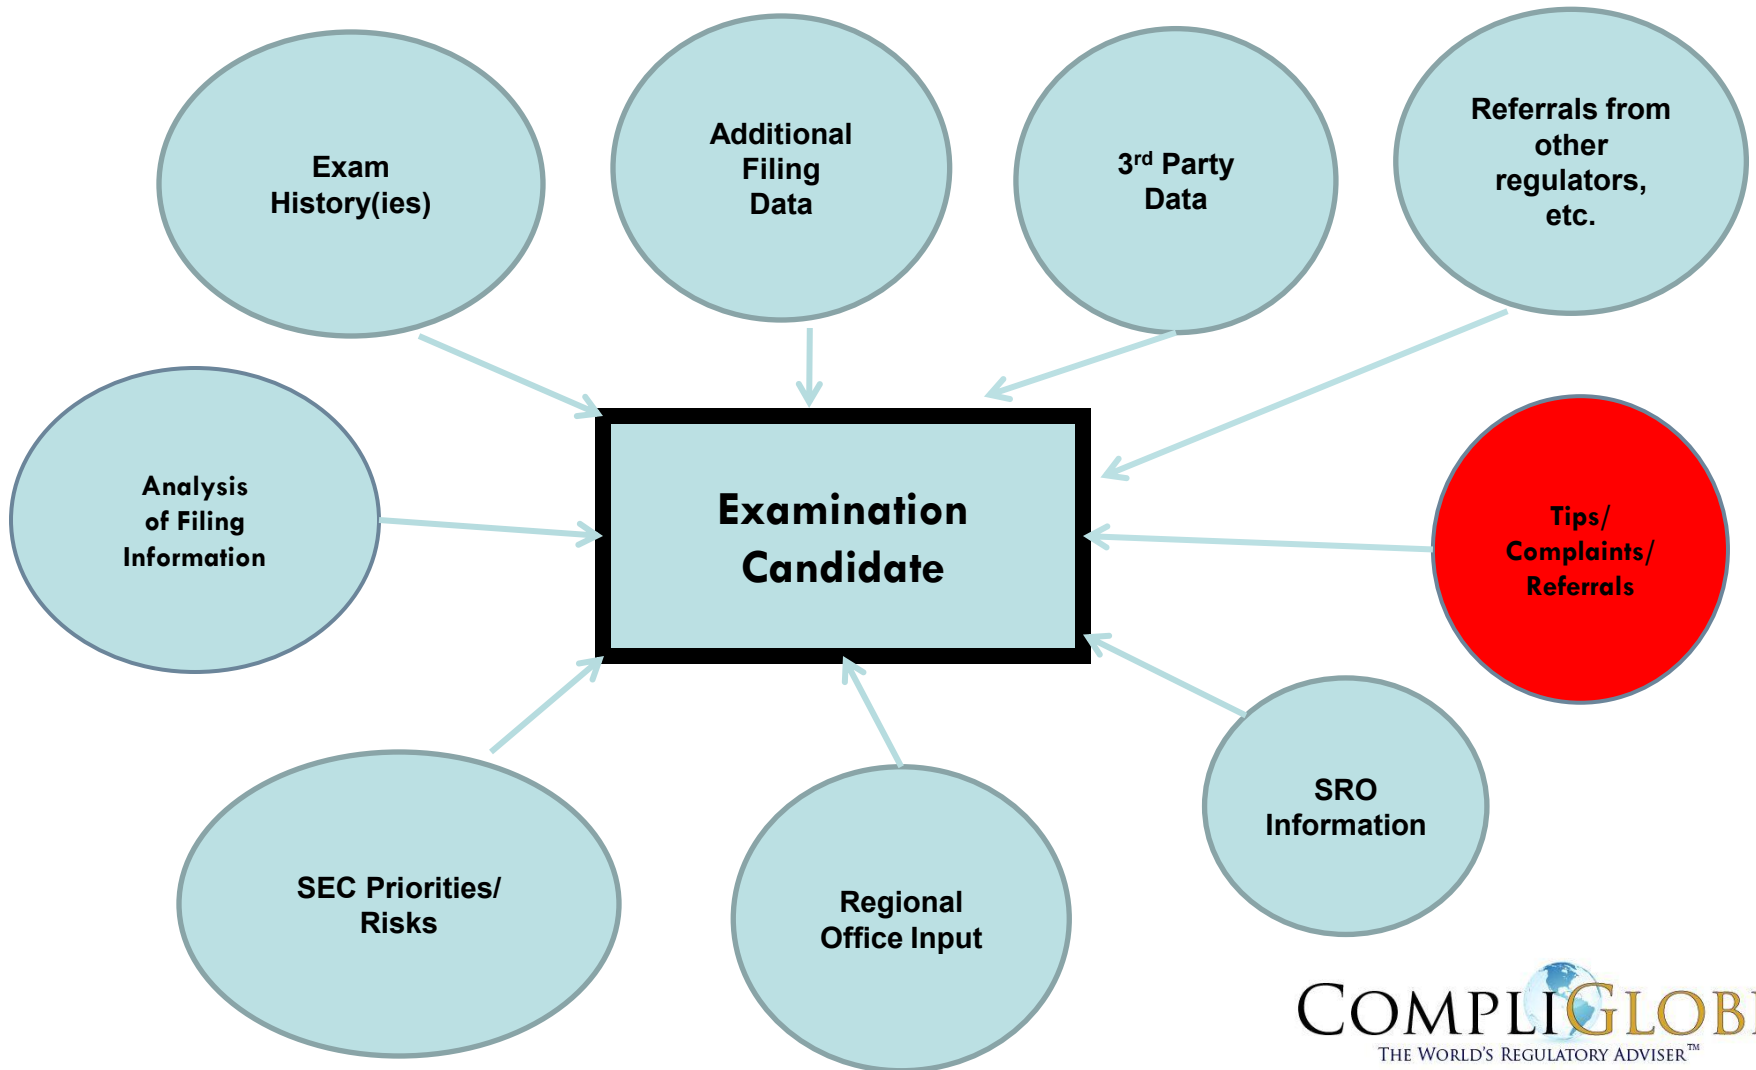 Exam
History(ies)
Additional
Filing
Data
3rd Party
Data
Referrals from
other
regulators,
etc.
Analysis
of Filing
Information
Examination
Candidate
Tips/
Complaints/
Referrals
SEC Priorities/
Risks
Regional
Office Input
SRO
Information
COMPLIGLOBE
THE WORLD'S REGULATORY ADVISER™